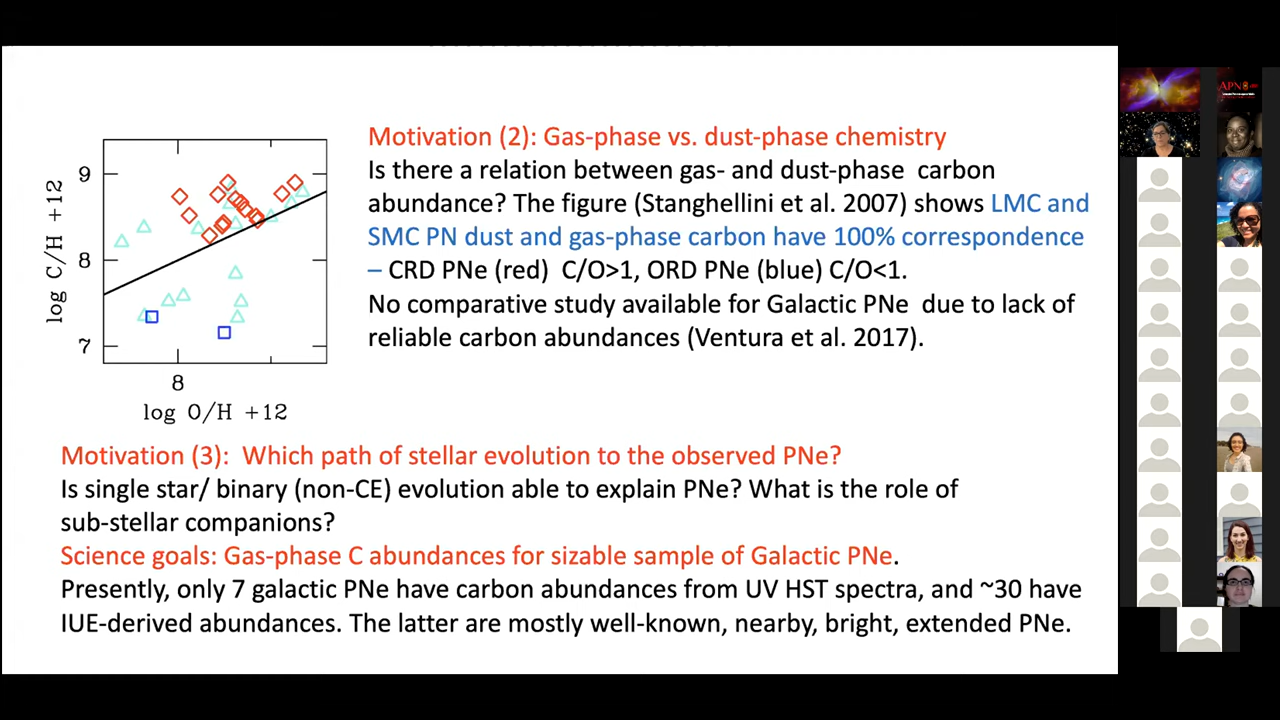 Motivation (2): Gas-phase vs. dust-phase chemistry
Is there a relation between gas- and dust-phase carbon
abundance? The figure (Stanghellini et al. 2007) shows LMC and
SMC PN dust and gas-phase carbon have 100% correspondence
– CRD PNe (red) C/O>1, ORD PNe (blue) C/O<1.
No comparative study available for Galactic PNe due to lack of
reliable carbon abundances (Ventura et al. 2017).
log C/H +12
9
8
7
8
log O/H +12
Motivation (3): Which path of stellar evolution to the observed PNe?
Is single star/ binary (non-CE) evolution able to explain PNe? What is the role of
sub-stellar companions?
Science goals: Gas-phase C abundances for sizable sample of Galactic PNe.
Presently, only 7 galactic PNe have carbon abundances from UV HST spectra, and ~30 have
IUE-derived abundances. The latter are mostly well-known, nearby, bright, extended PNe.